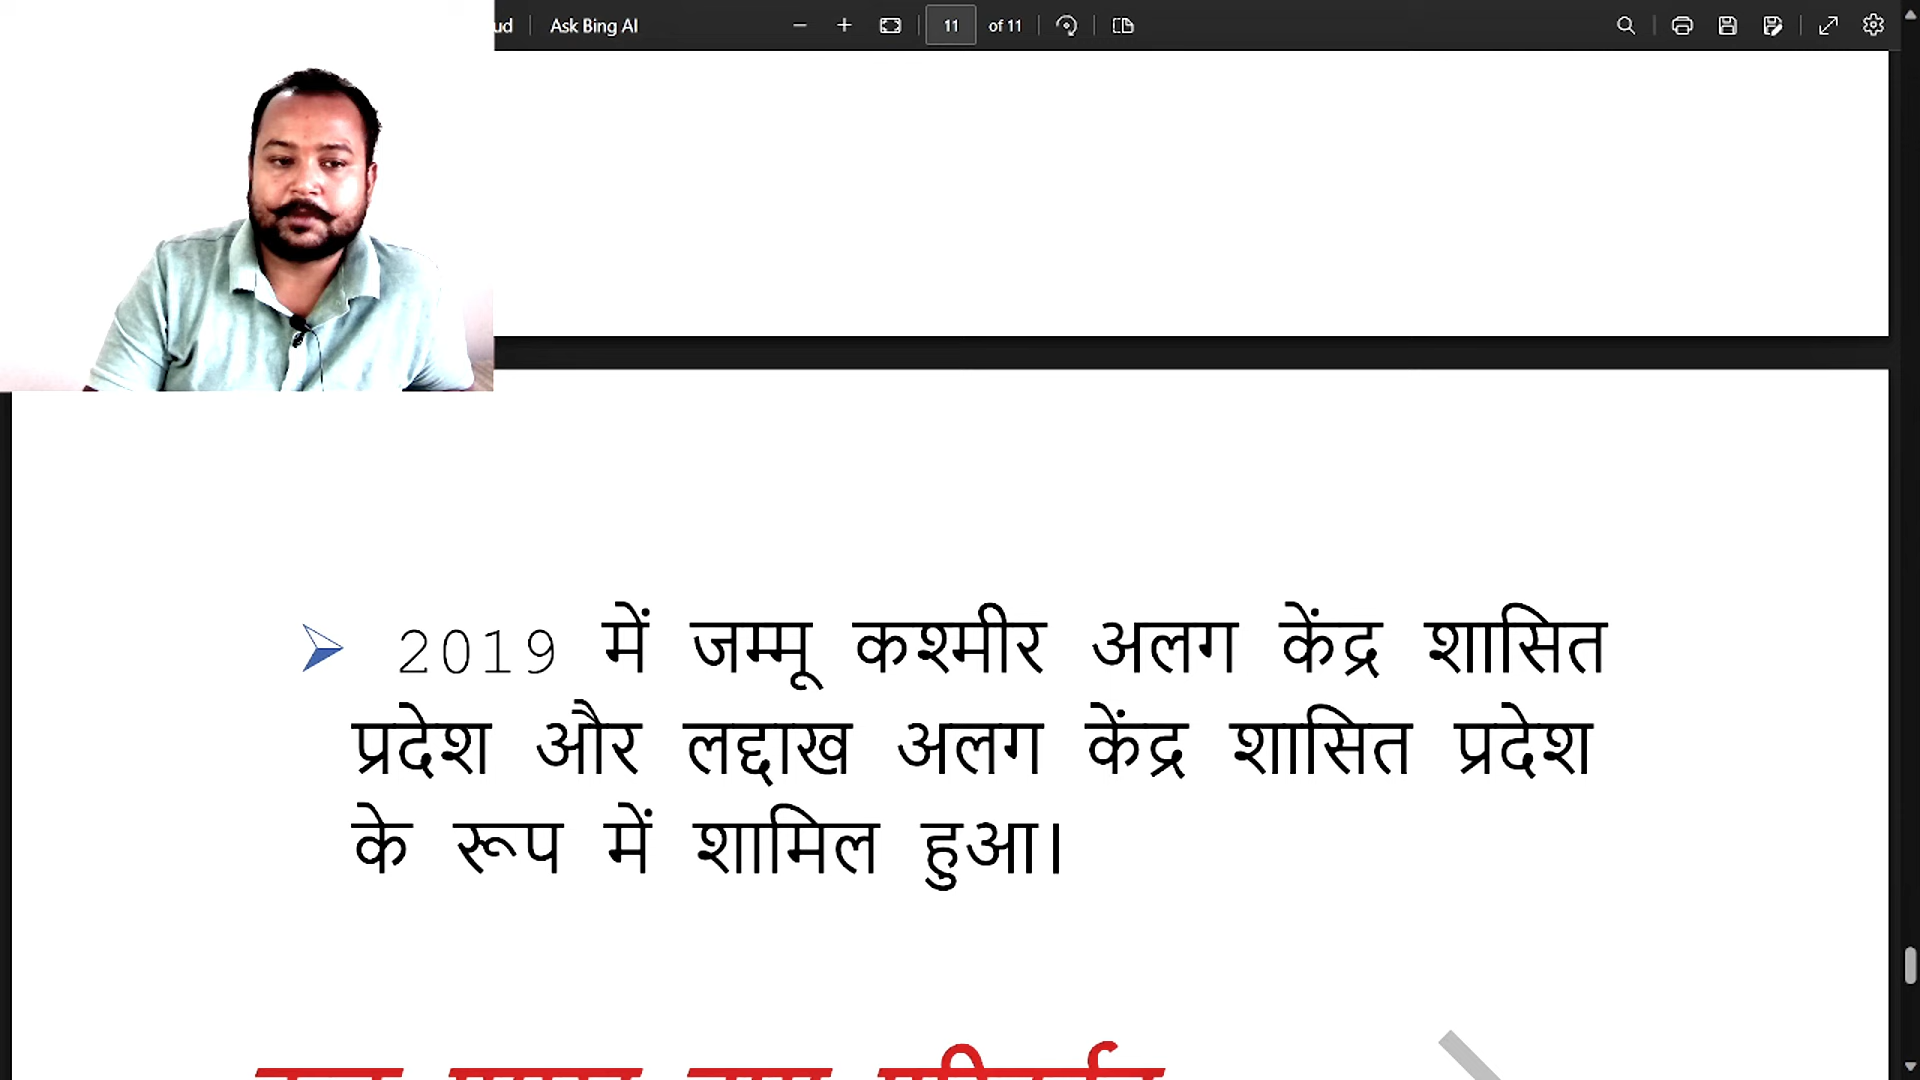 ud Ask Bing AI 11 of 11
2019 में जम्मू कश्मीर अलग केंद्र शासित
प्रदेश और लद्दाख अलग केंद्र शासित प्रदेश
के रूप में शामिल हुआ।